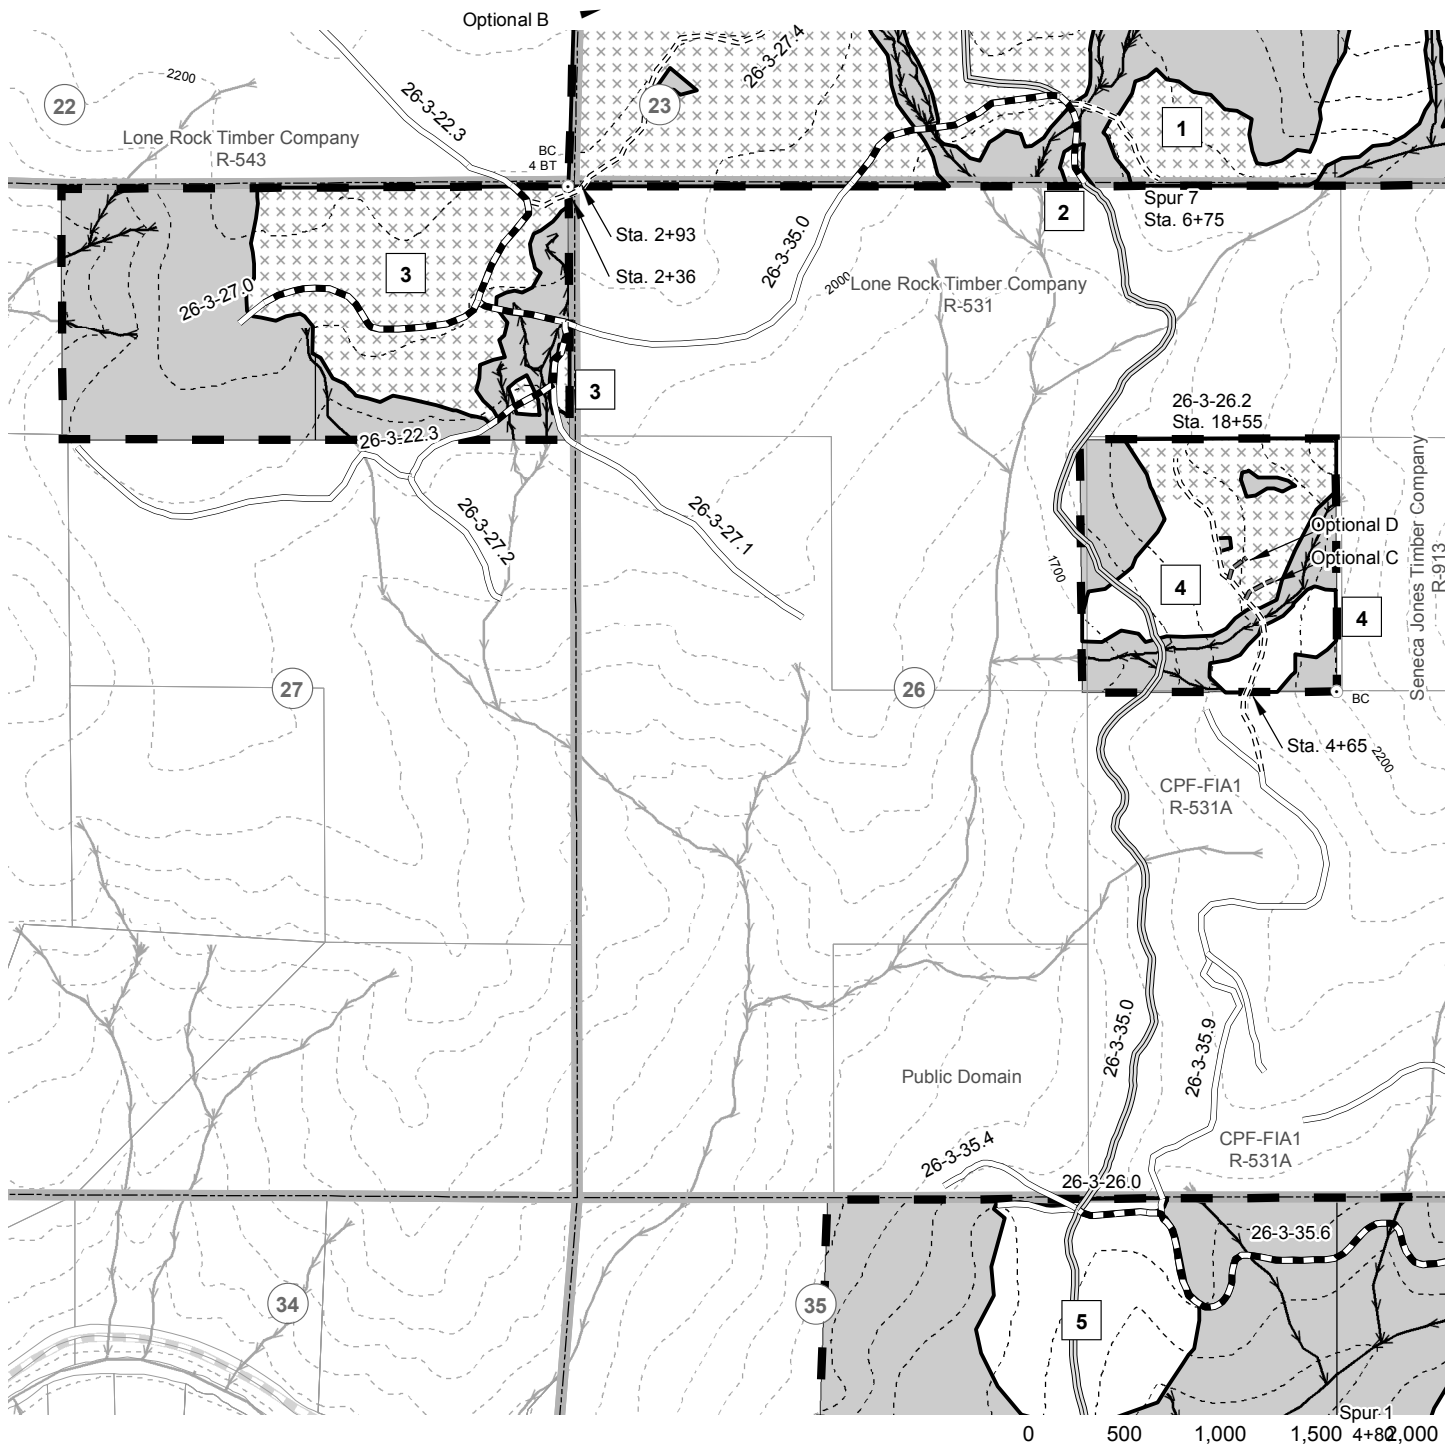 Optional B
2200
22
26-3-22.3
26-3-27.4
23
1
Lone Rock Timber Company
R-543
BC
4 BT
2
Spur 7
Sta. 6+75
Sta. 2+93
Sta. 2+36
26-3-35.0
3
26-3-27.0
2000
Lone Rock Timber Company
R-531
3
26-3-22.3
26-3-26.2
Sta. 18+55
26-3-27.2
26-3-27.1
1700
Optional D
Optional C
4
4
Seneca Jones Timber Company
R-913
27
26
BC
Sta. 4+65
2200
CPF-FIA1
R-531A
26-3-35.0
26-3-35.9
Public Domain
CPF-FIA1
R-531A
26-3-35.4
26-3-26.0
26-3-35.6
34
35
5
Spur 1
4+80
0 500 1,000 1,500 2,000